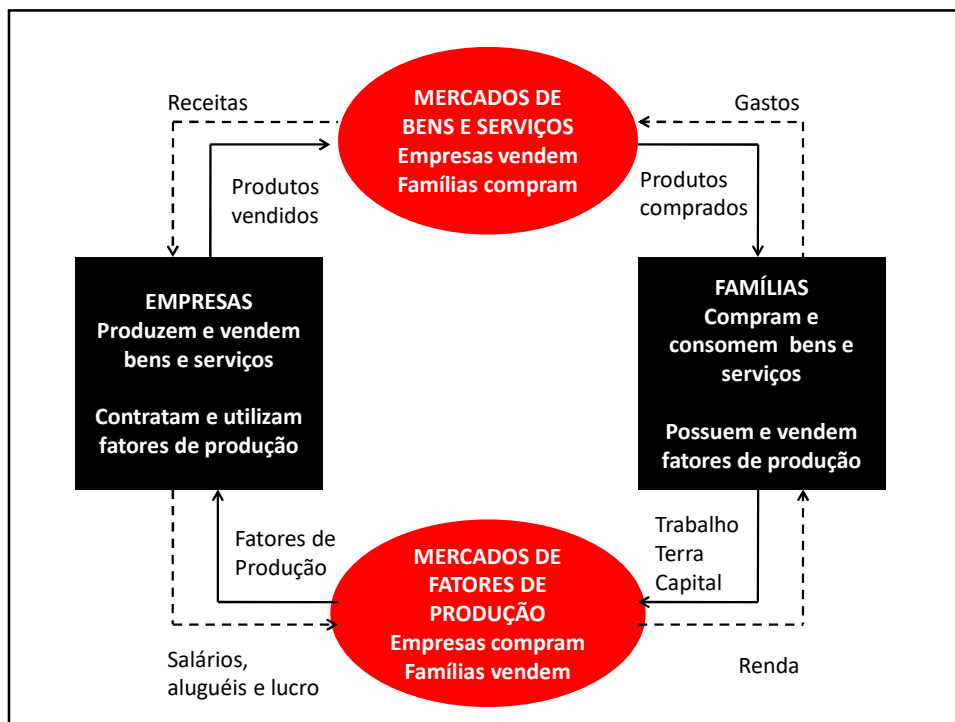 Receitas
MERCADOS DE
BENS E SERVIÇOS
Empresas vendem
Famílias compram
Gastos
Produtos
vendidos
Produtos
comprados
EMPRESAS
Produzem e vendem
bens e serviços
Contratam e utilizam
fatores de produção
FAMÍLIAS
Compram e
consomem bens e
serviços
Possuem e vendem
fatores de produção
Fatores de
Produção
MERCADOS DE
FATORES DE
PRODUÇÃO
Empresas compram
Famílias vendem
Trabalho
Terra
Capital
Salários,
aluguéis e lucro
Renda